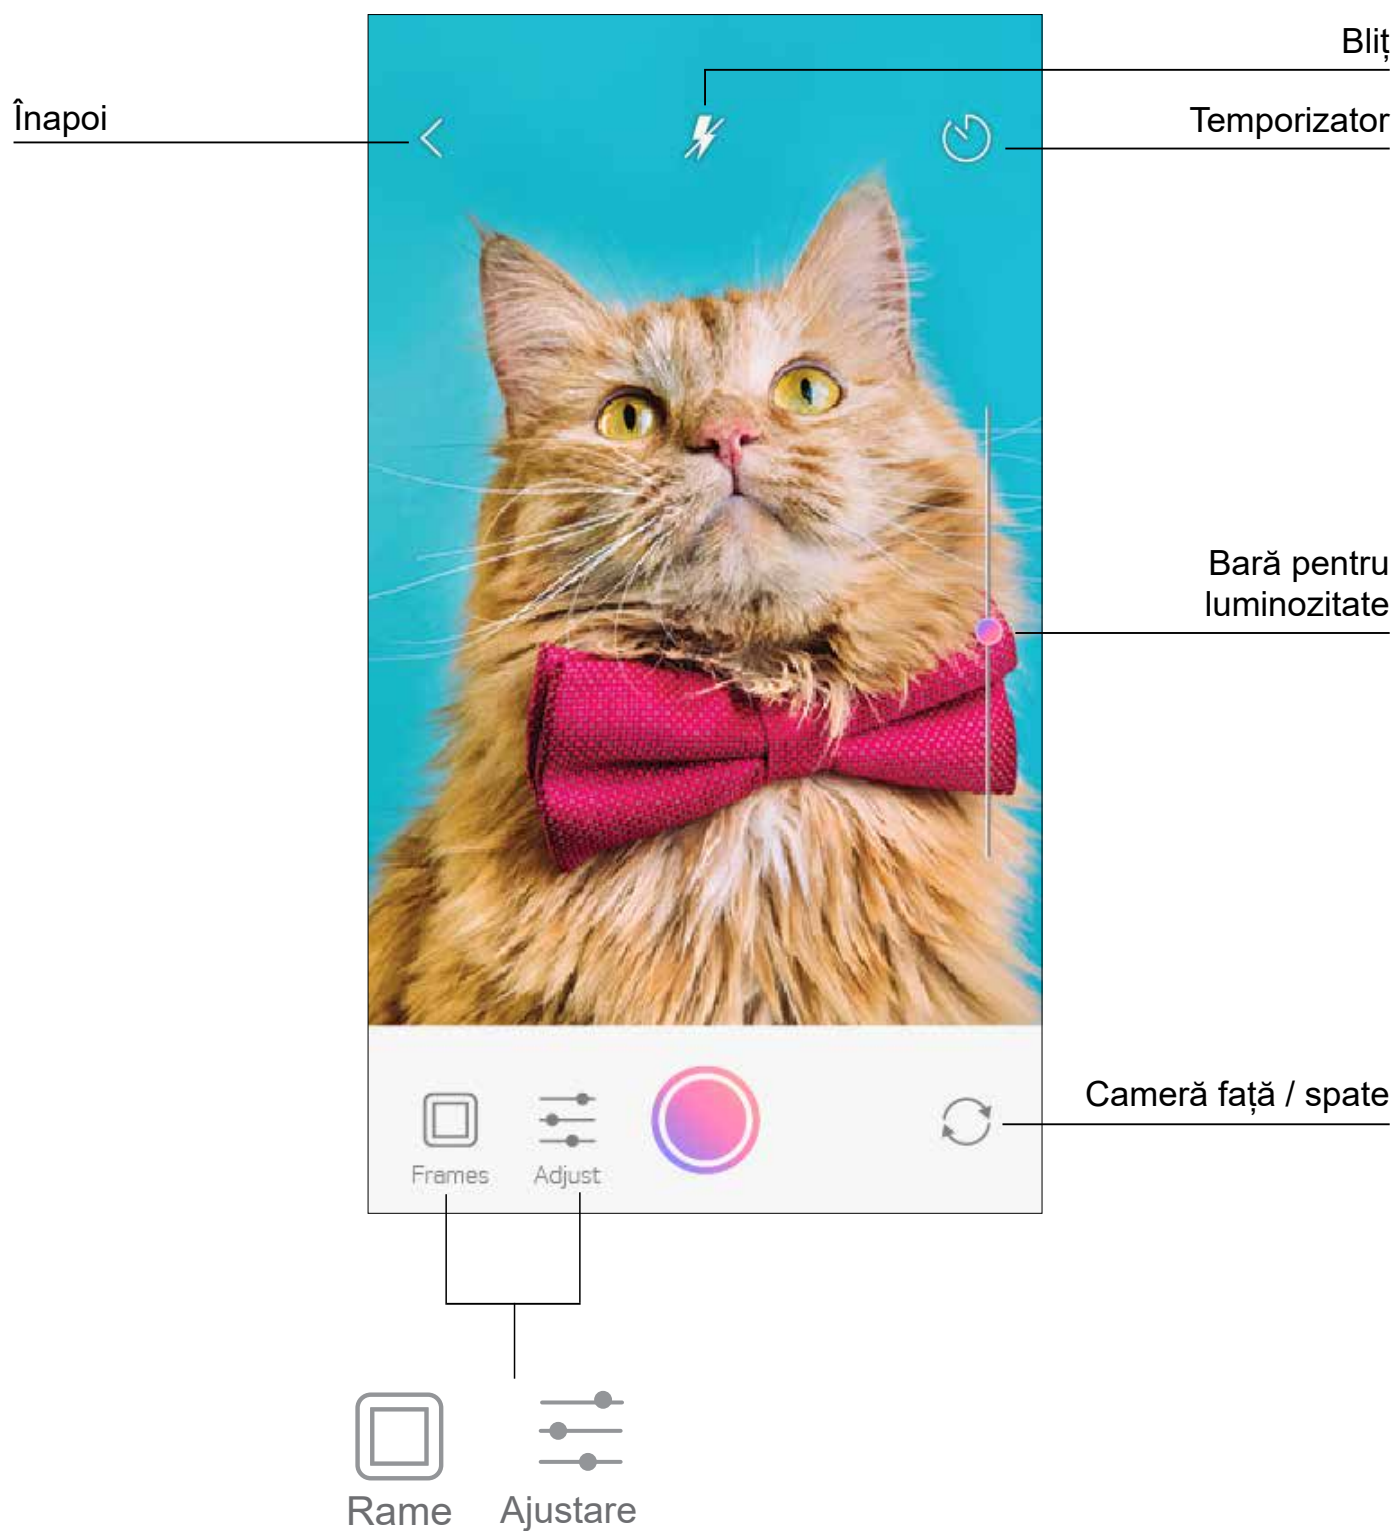 Bliț
Înapoi
Temporizator
Bară pentru
luminozitate
Cameră față / spate
Frames
Adjust
Rame
Ajustare